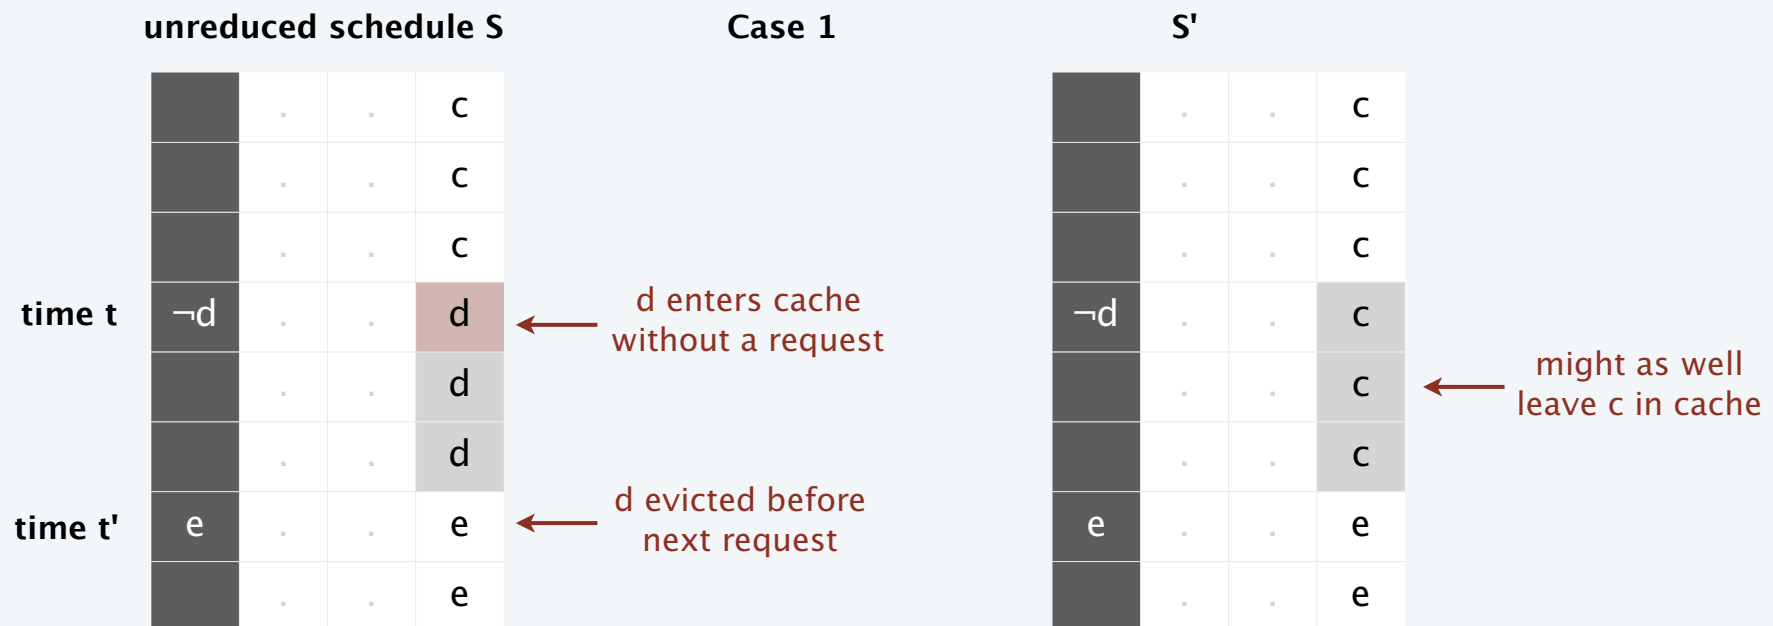 unreduced schedule S Case 1 S'
. . c . . c
. . c . . c
. . c . . c
time t ¬d . . d d enters cache without a request ¬d . . c
. . d . . c might as well leave c in cache
. . d . . c
time t' e . . e d evicted before next request e . . e
. . e . . e